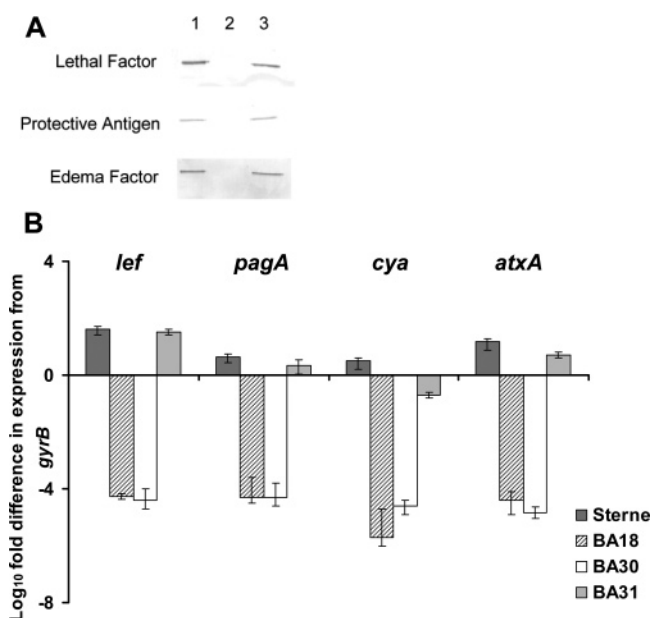 A
1 2 3
Lethal Factor
Protective Antigen
Edema Factor
B
lef pagA cya atxA
4
0
-4
-8
Log10 fold difference in expression from
gyrB
Sterne
BA18
BA30
BA31